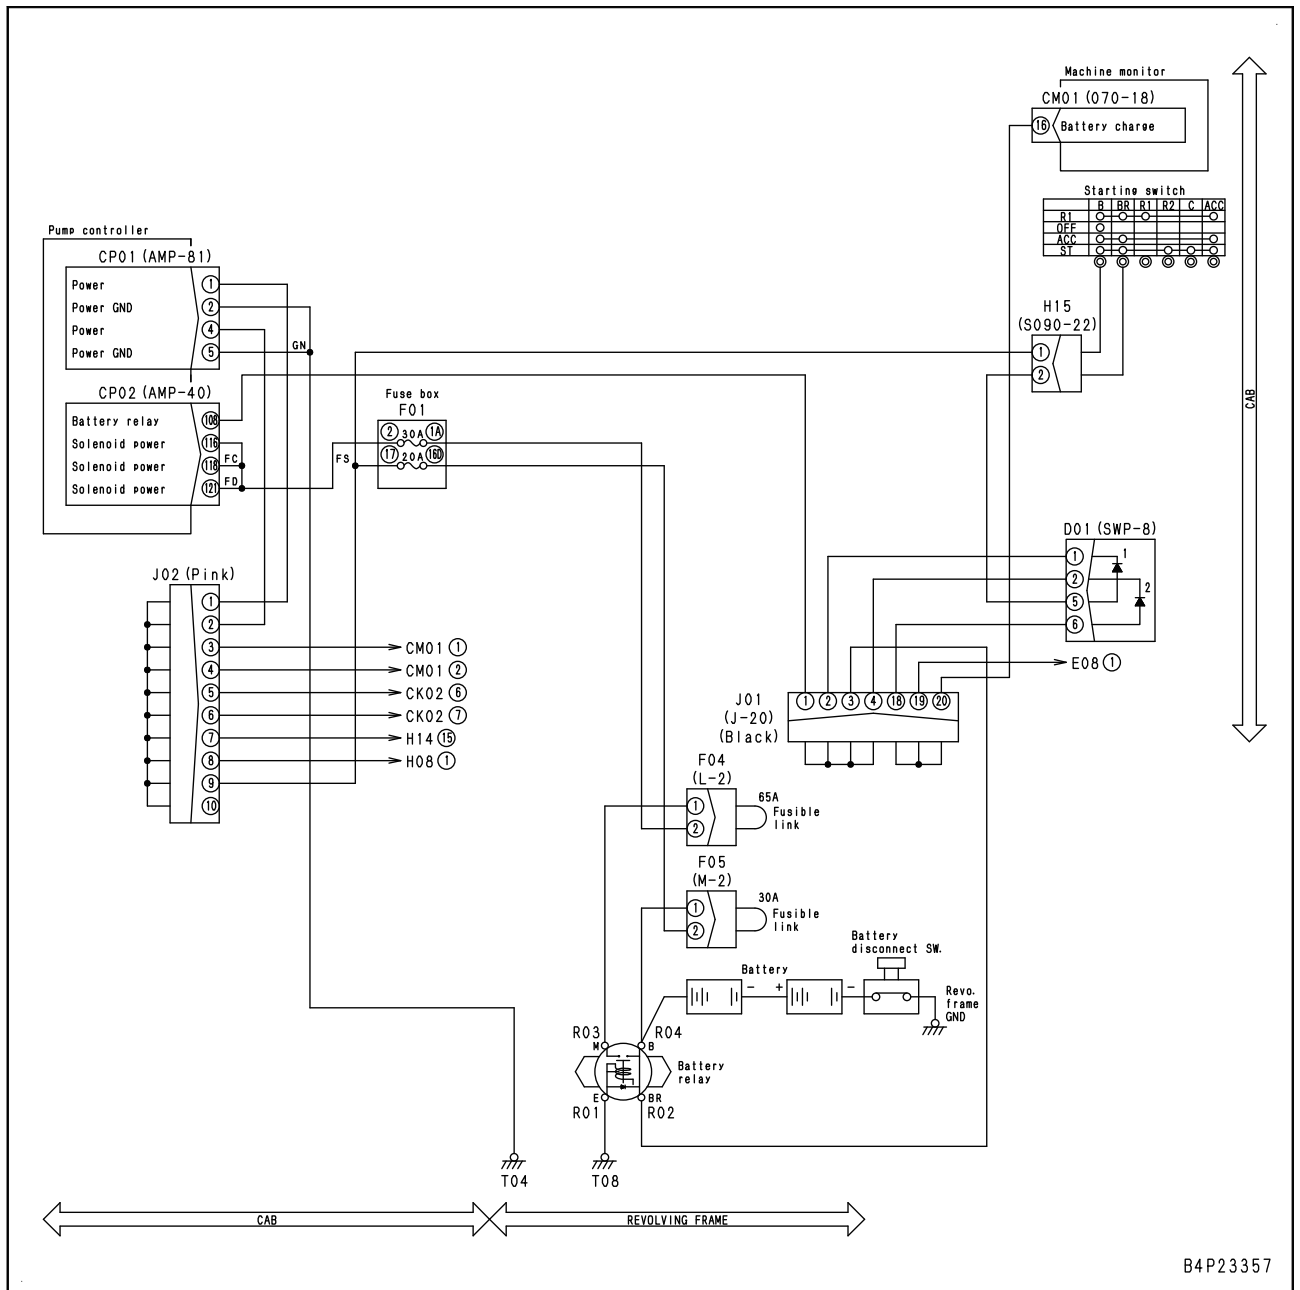 Machine monitor
CM01 (070-18)
16 Battery charge
Starting switch
B BR R1 R2 C ACC
R1
OFF
ACC
ST
Pump controller
CP01 (AMP-81)
Power 1
Power GND 2
Power 4
Power GND 5
GN
H15
(S090-22)
1
2
CAB
CP02 (AMP-40)
Battery relay 108
Solenoid power 116
Solenoid power 118
Solenoid power 121
FC
FD
Fuse box
F01
2 30A 1A
17 20A 16D
FS
D01 (SWP-8)
1
2
5
6
1
2
J02 (Pink)
1
2
3 CM01 1
4 CM01 2
5 CK02 6
6 CK02 7
7 H14 15
8 H08 1
9
10
E08 1
J01
(J-20)
(Black)
1 2 3 4 18 19 20
F04
(L-2)
1
2
65A
Fusible
link
F05
(M-2)
1
2
30A
Fusible
link
Battery
disconnect SW.
Battery
- + -
Revo.
frame
GND
R03 R04
M B
Battery
relay
E BR
R01 R02
T04 T08
CAB REVOLVING FRAME
B4P23357